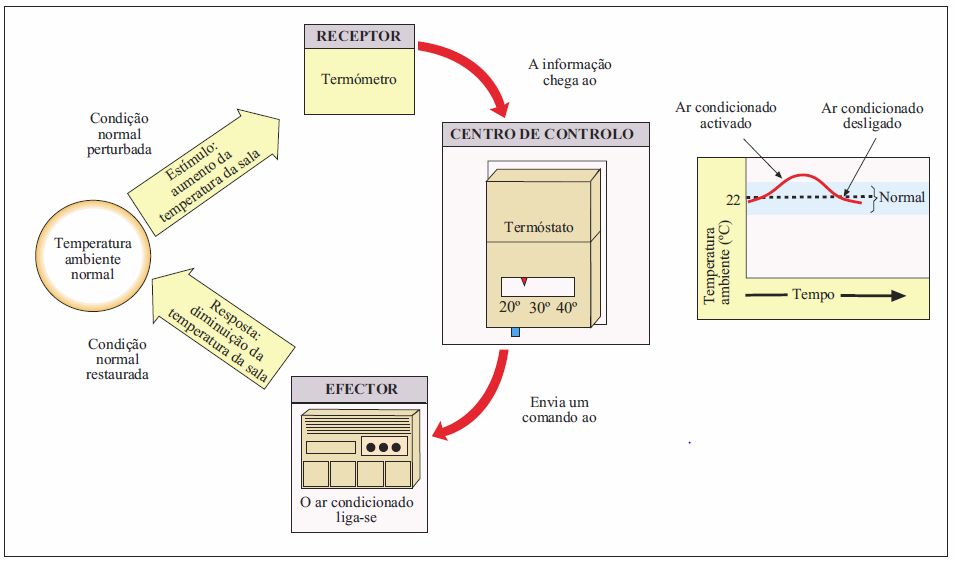 RECEPTOR
Termómetro
A informação
chega ao
CENTRO DE CONTROLO
Termóstato
20º 30º 40º
Envia um
comando ao
EFECTOR
O ar condicionado
liga-se
Resposta:
diminuição da
temperatura da sala
Condição
normal
restaurada
Temperatura
ambiente
normal
Condição
normal
perturbada
Estímulo:
aumento da
temperatura da sala
Ar condicionado
activado
Ar condicionado
desligado
22
Normal
Temperatura
ambiente (ºC)
Tempo